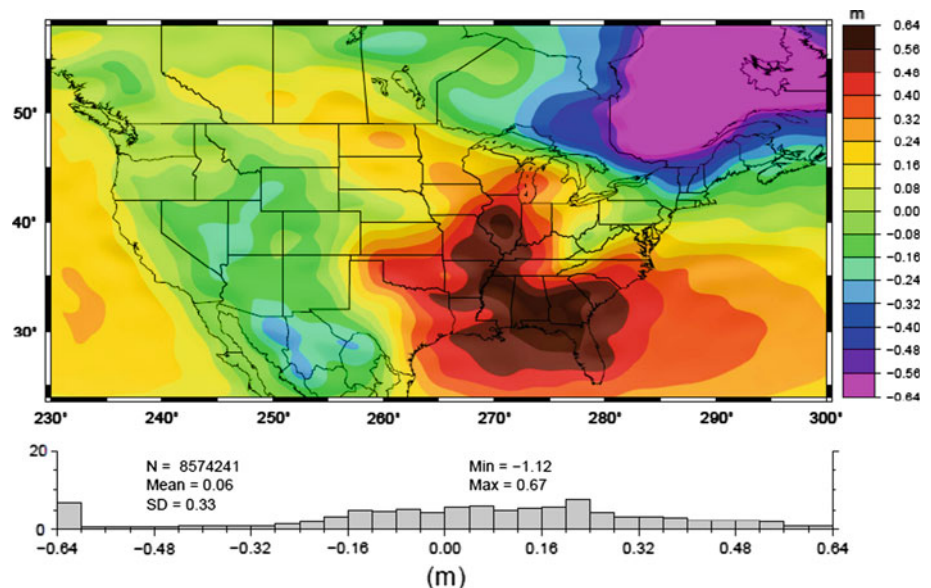 m
0.64
0.56
0.48
0.40
0.32
0.24
0.16
0.08
0.00
−0.08
−0.16
−0.24
−0.32
−0.40
−0.48
−0.56
−0.64
50°
40°
30°
230° 240° 250° 260° 270° 280° 290° 300°
20
0
N = 8574241
Mean = 0.06
SD = 0.33
Min = −1.12
Max = 0.67
−0.64 −0.48 −0.32 −0.16 0.00 0.16 0.32 0.48 0.64
(m)